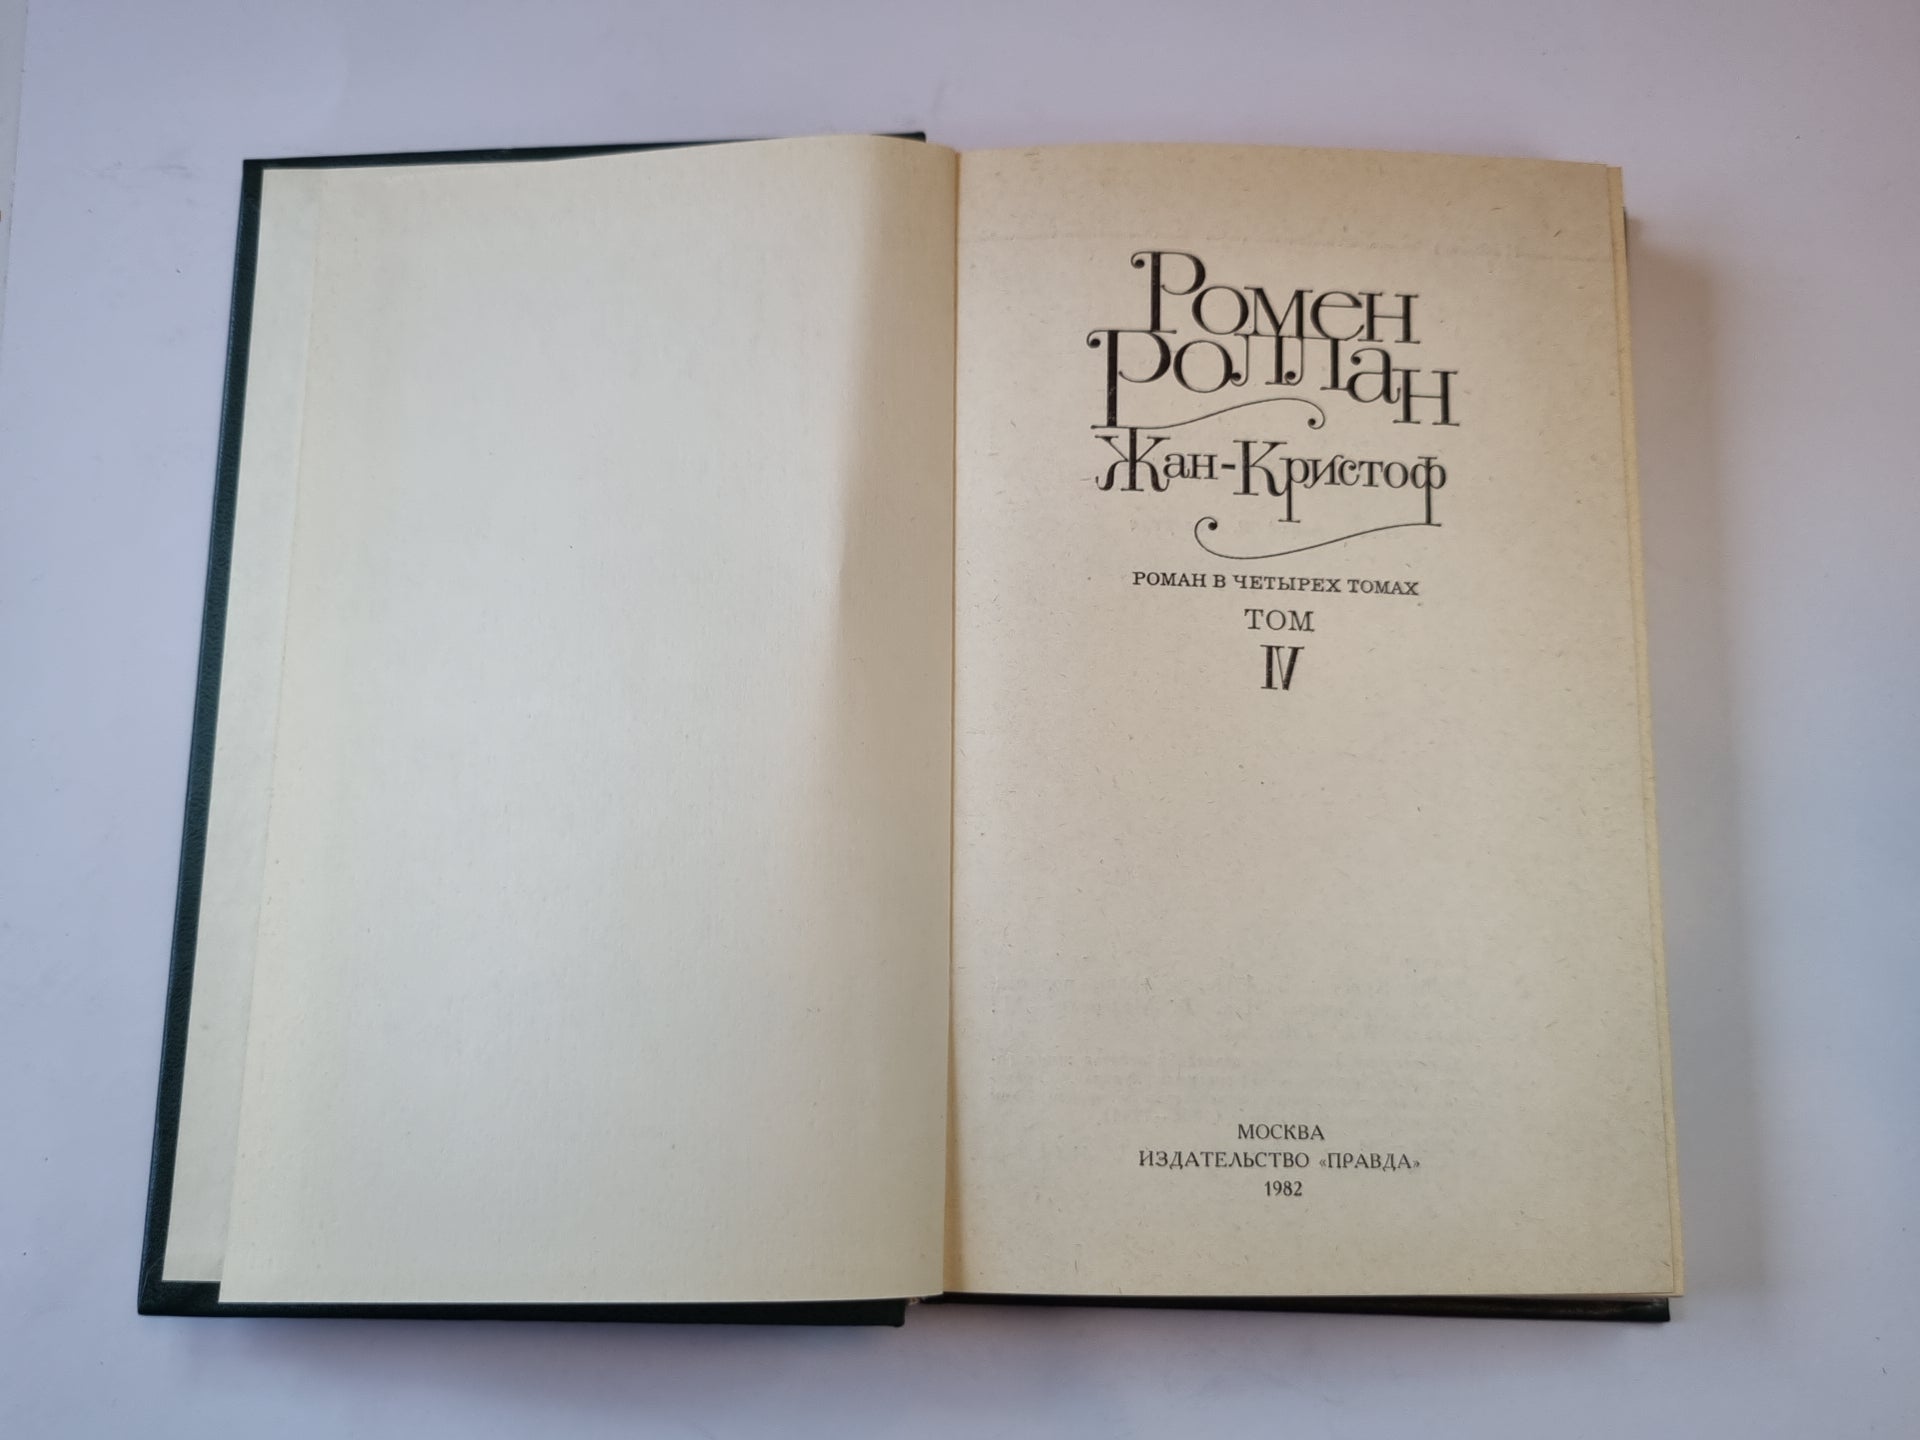 Ромен
Роллан
Жан-Кристоф
РОМАН В ЧЕТЫРЕХ ТОМАХ
ТОМ
IV
МОСКВА
ИЗДАТЕЛЬСТВО «ПРАВДА»
1982